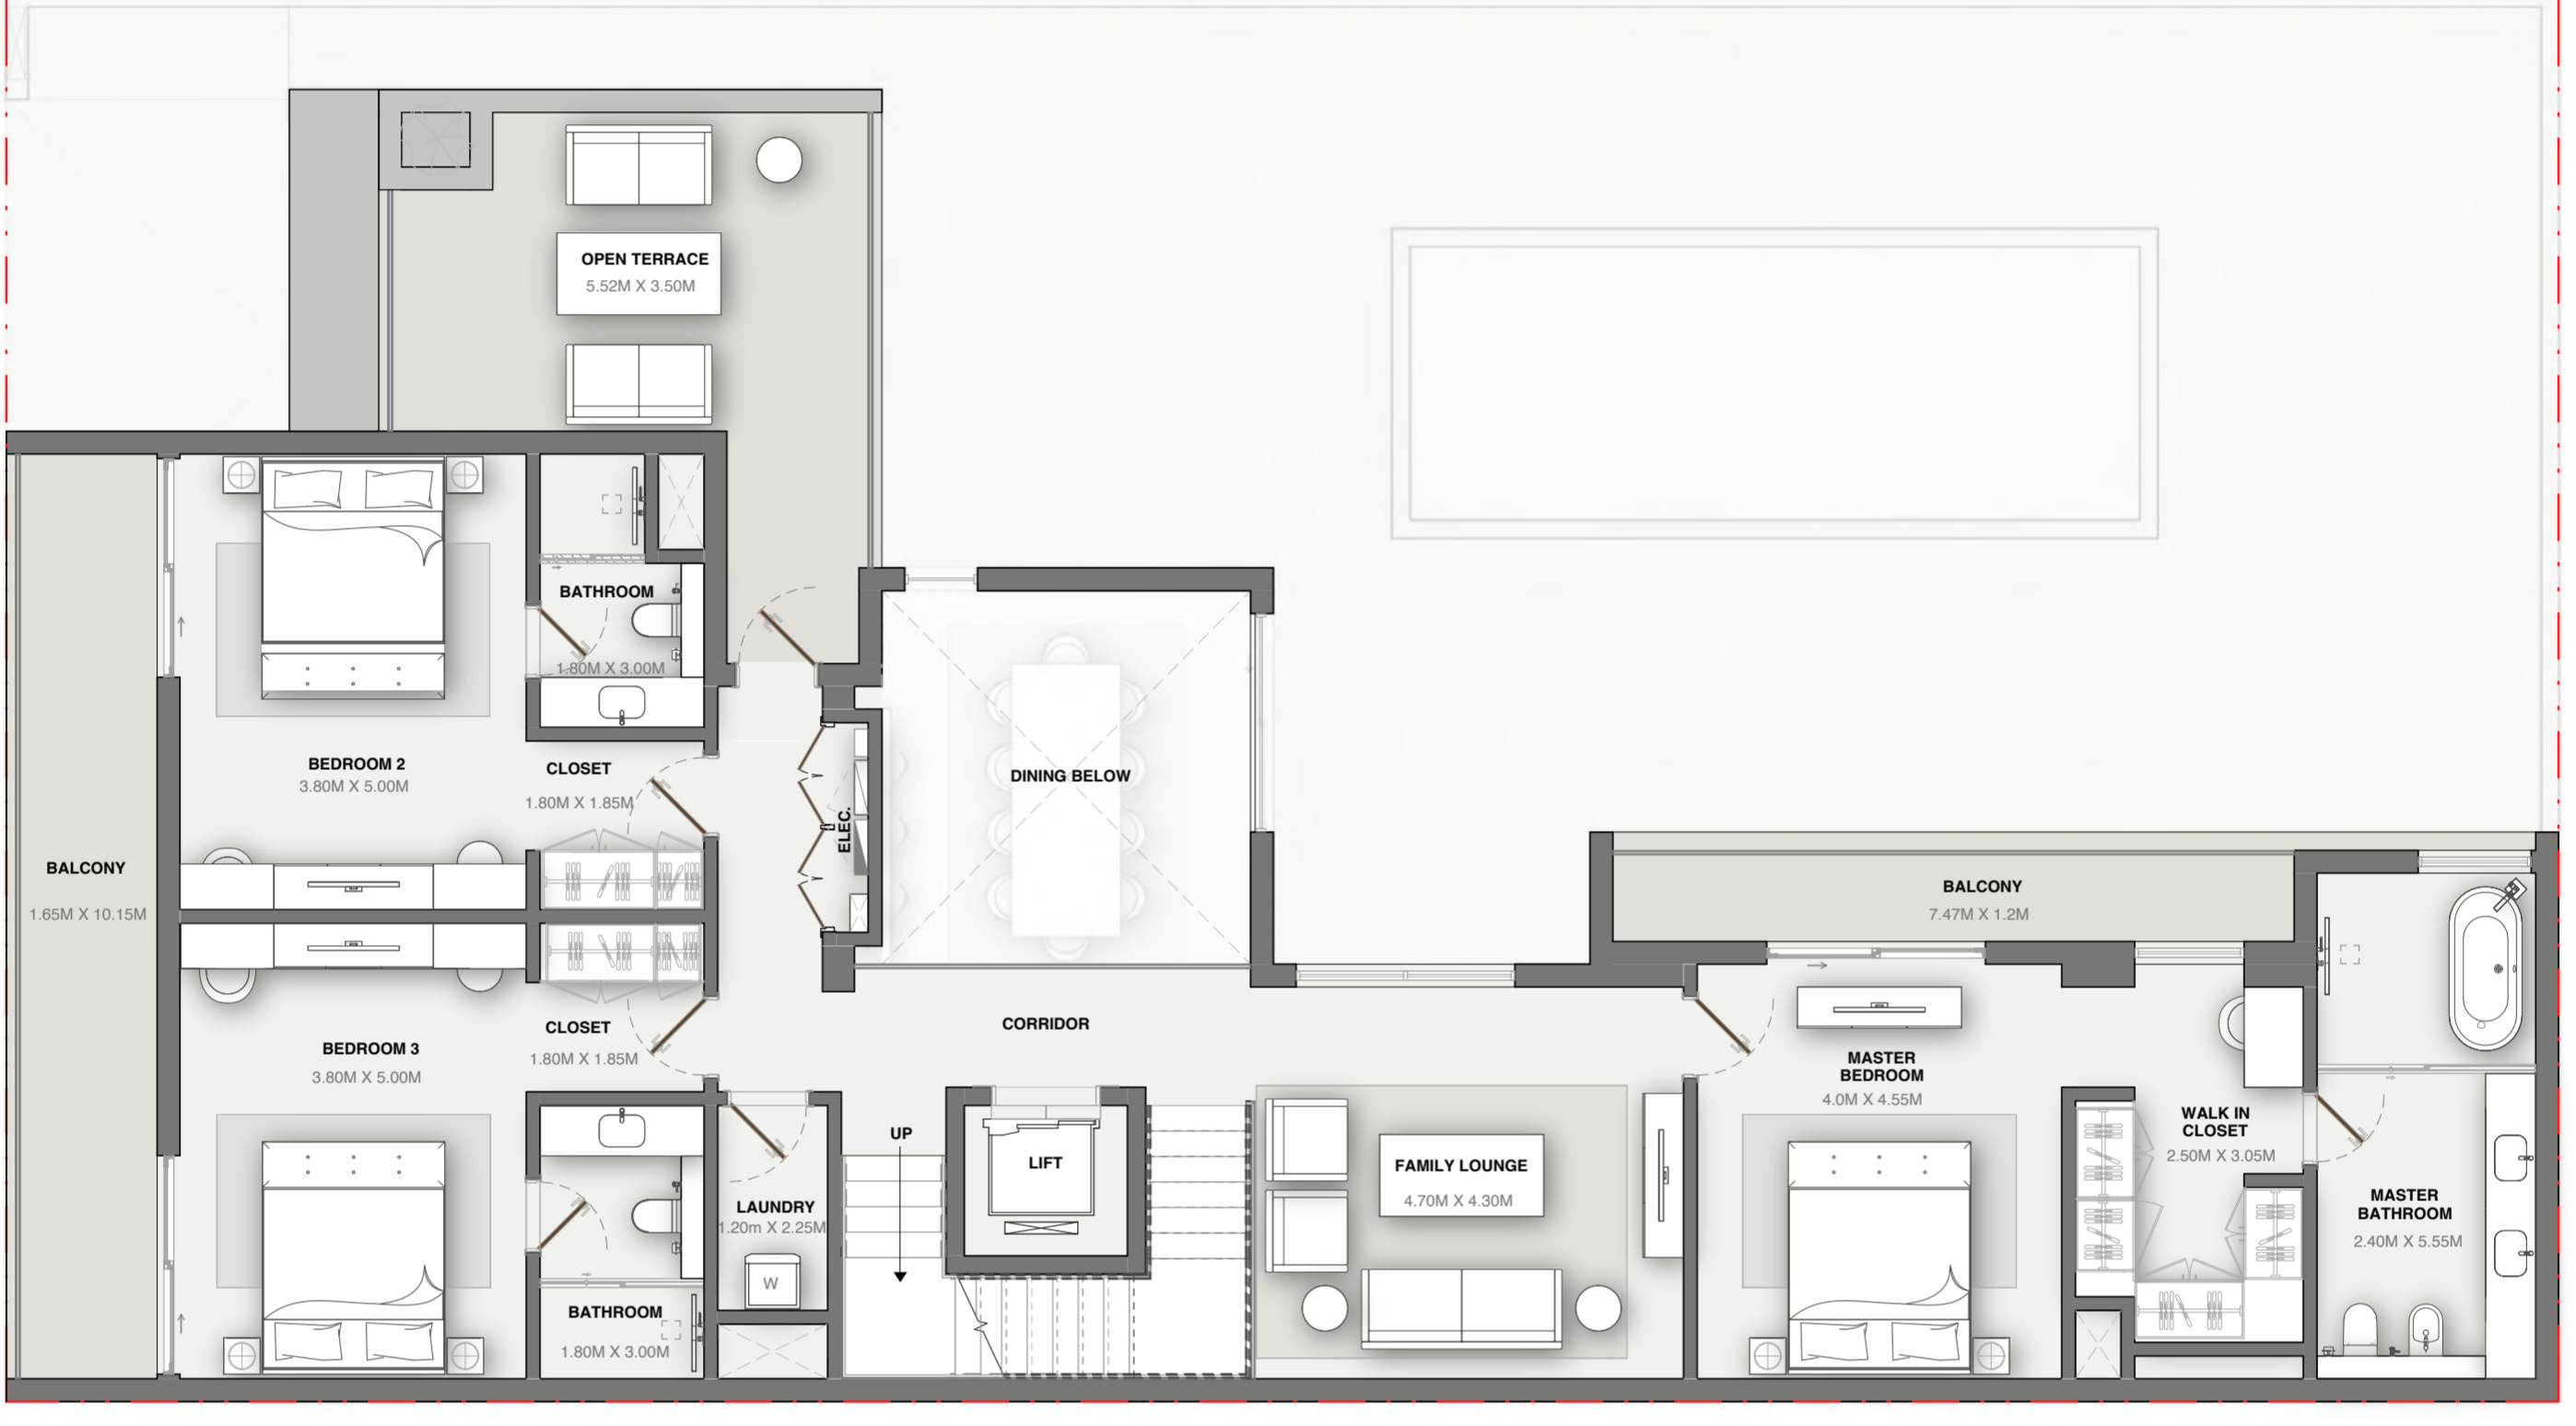 OPEN TERRACE
5.52M X 3.50M
BATHROOM
1.80M X 3.00M
BEDROOM 2
3.80M X 5.00M
CLOSET
1.80M X 1.85M
ELEC.
DINING BELOW
BALCONY
1.65M X 10.15M
BALCONY
7.47M X 1.2M
BEDROOM 3
3.80M X 5.00M
CLOSET
1.80M X 1.85M
CORRIDOR
MASTER
BEDROOM
4.0M X 4.55M
WALK IN
CLOSET
2.50M X 3.05M
UP
LIFT
FAMILY LOUNGE
4.70M X 4.30M
LAUNDRY
1.20m X 2.25M
W
MASTER
BATHROOM
2.40M X 5.55M
BATHROOM
1.80M X 3.00M